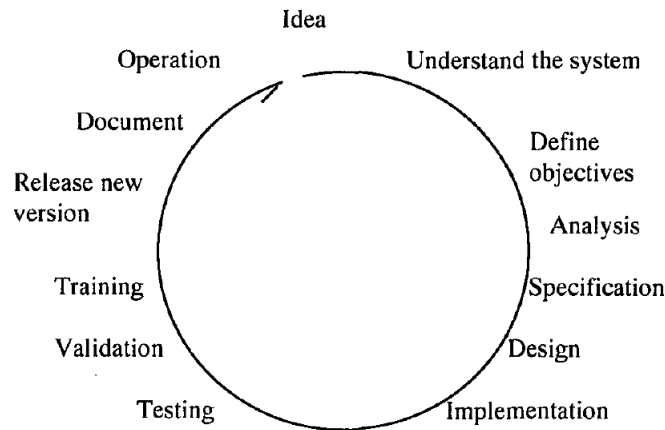 Idea
Understand the system
Define
objectives
Analysis
Specification
Design
Implementation
Testing
Validation
Training
Release new
version
Document
Operation